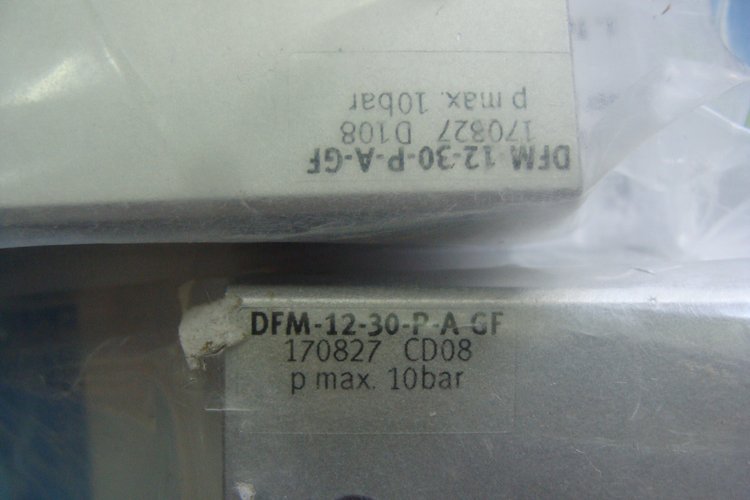 p max. 10bar
170827 D108
DFM-12-30-P-A-GF
DFM-12-30-P-A-GF
170827 CD08
p max. 10bar